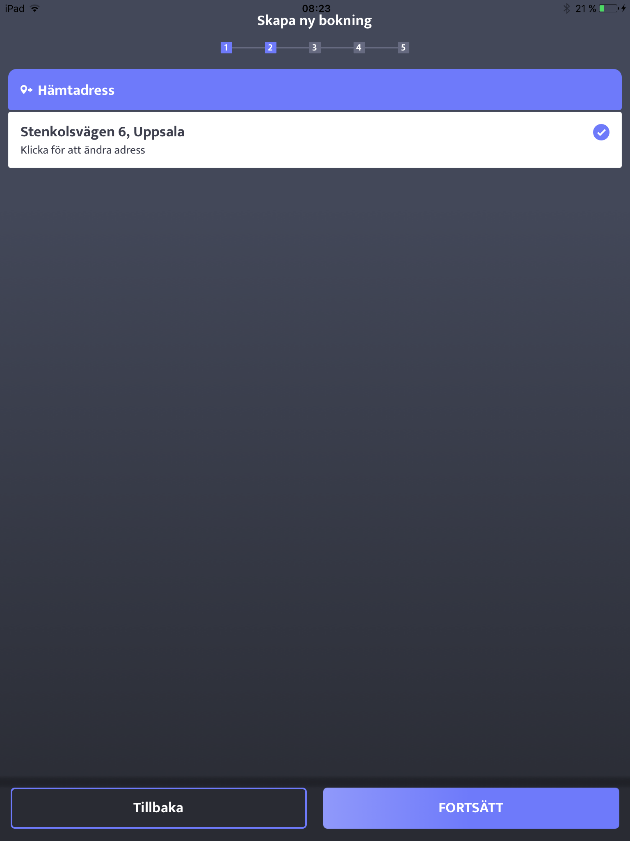 iPad 08:23 21 %
Skapa ny bokning
1 2 3 4 5
Hämtadress
Stenkolsvägen 6, Uppsala
Klicka för att ändra adress
Tillbaka FORTSÄTT